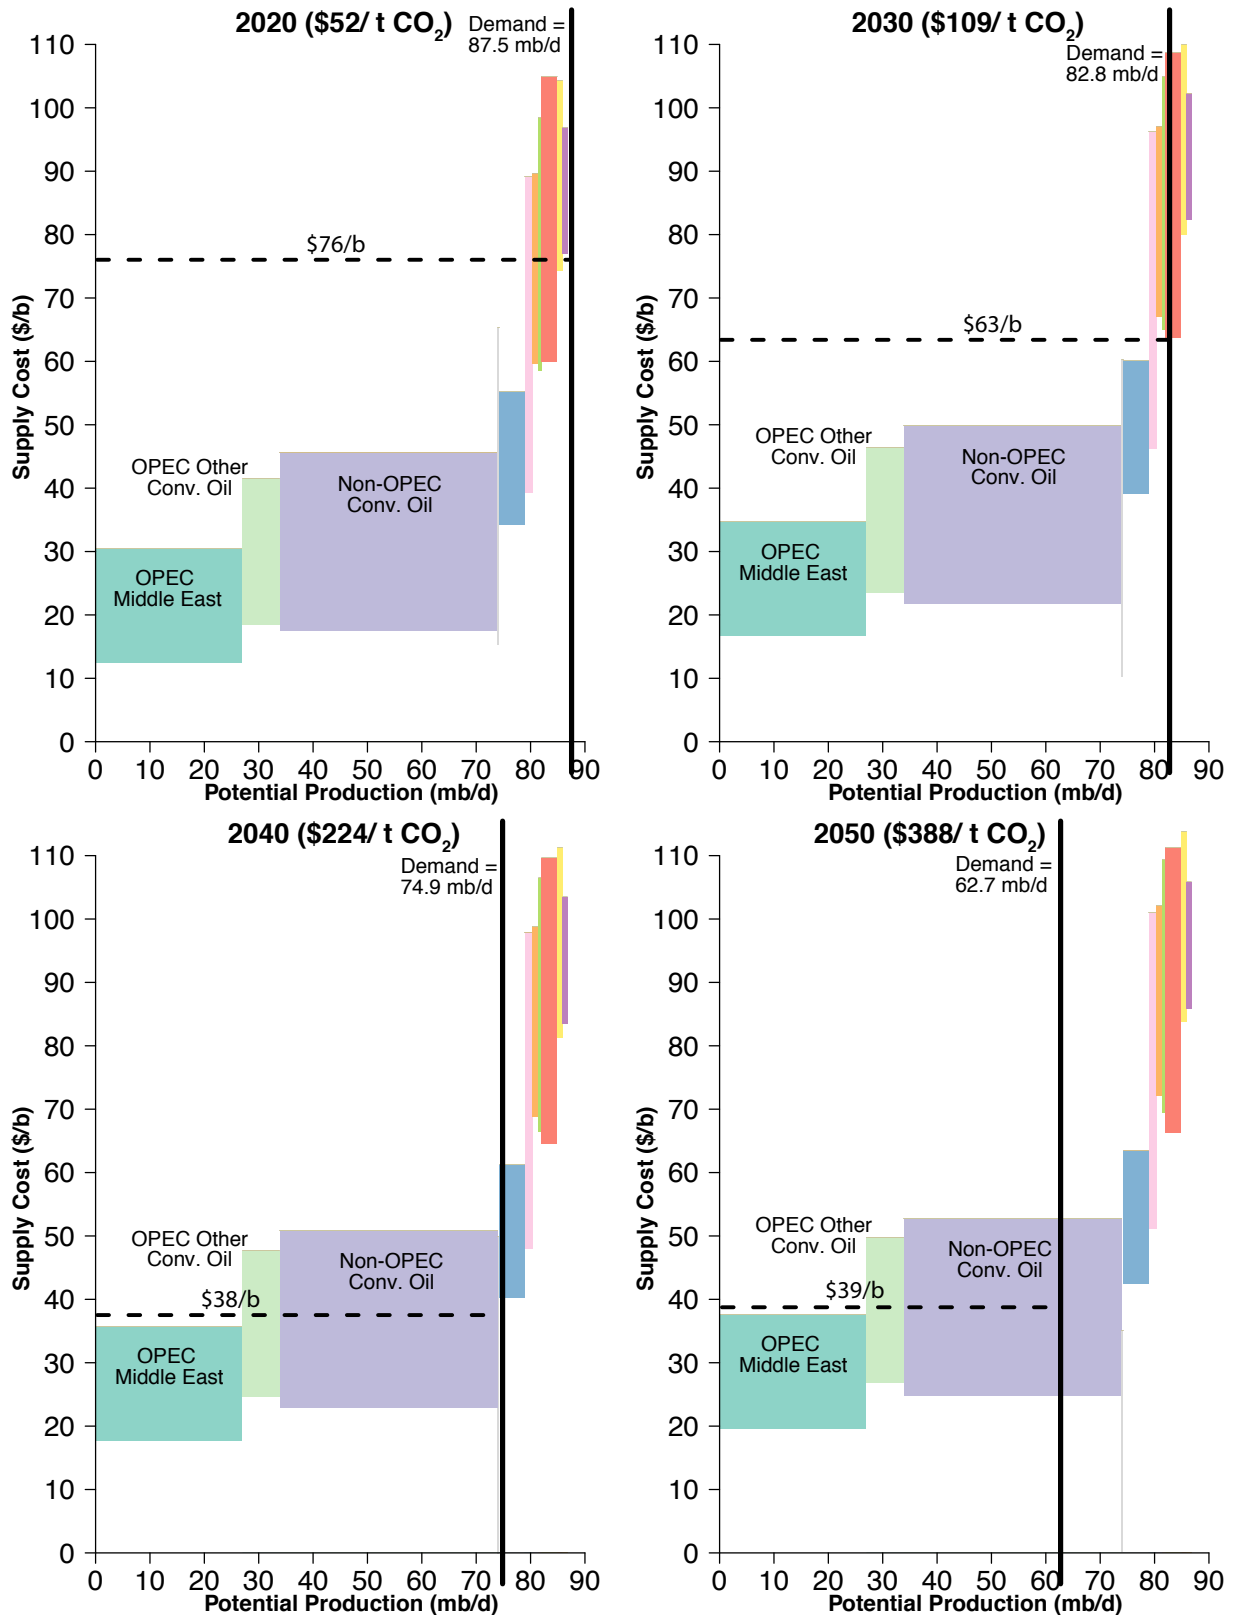 2020 ($52/ t CO2)
Demand =
87.5 mb/d
110
100
90
80
70
60
50
40
30
20
10
0
Supply Cost ($/b)
$76/b
OPEC Other
Conv. Oil
Non-OPEC
Conv. Oil
OPEC
Middle East
0 10 20 30 40 50 60 70 80 90
Potential Production (mb/d)
2030 ($109/ t CO2)
Demand =
82.8 mb/d
110
100
90
80
70
60
50
40
30
20
10
0
Supply Cost ($/b)
$63/b
OPEC Other
Conv. Oil
Non-OPEC
Conv. Oil
OPEC
Middle East
0 10 20 30 40 50 60 70 80 90
Potential Production (mb/d)
2040 ($224/ t CO2)
Demand =
74.9 mb/d
110
100
90
80
70
60
50
40
30
20
10
0
Supply Cost ($/b)
OPEC Other
Conv. Oil
Non-OPEC
Conv. Oil
$38/b
OPEC
Middle East
0 10 20 30 40 50 60 70 80 90
Potential Production (mb/d)
2050 ($388/ t CO2)
Demand =
62.7 mb/d
110
100
90
80
70
60
50
40
30
20
10
0
Supply Cost ($/b)
OPEC Other
Conv. Oil
Non-OPEC
Conv. Oil
$39/b
OPEC
Middle East
0 10 20 30 40 50 60 70 80 90
Potential Production (mb/d)